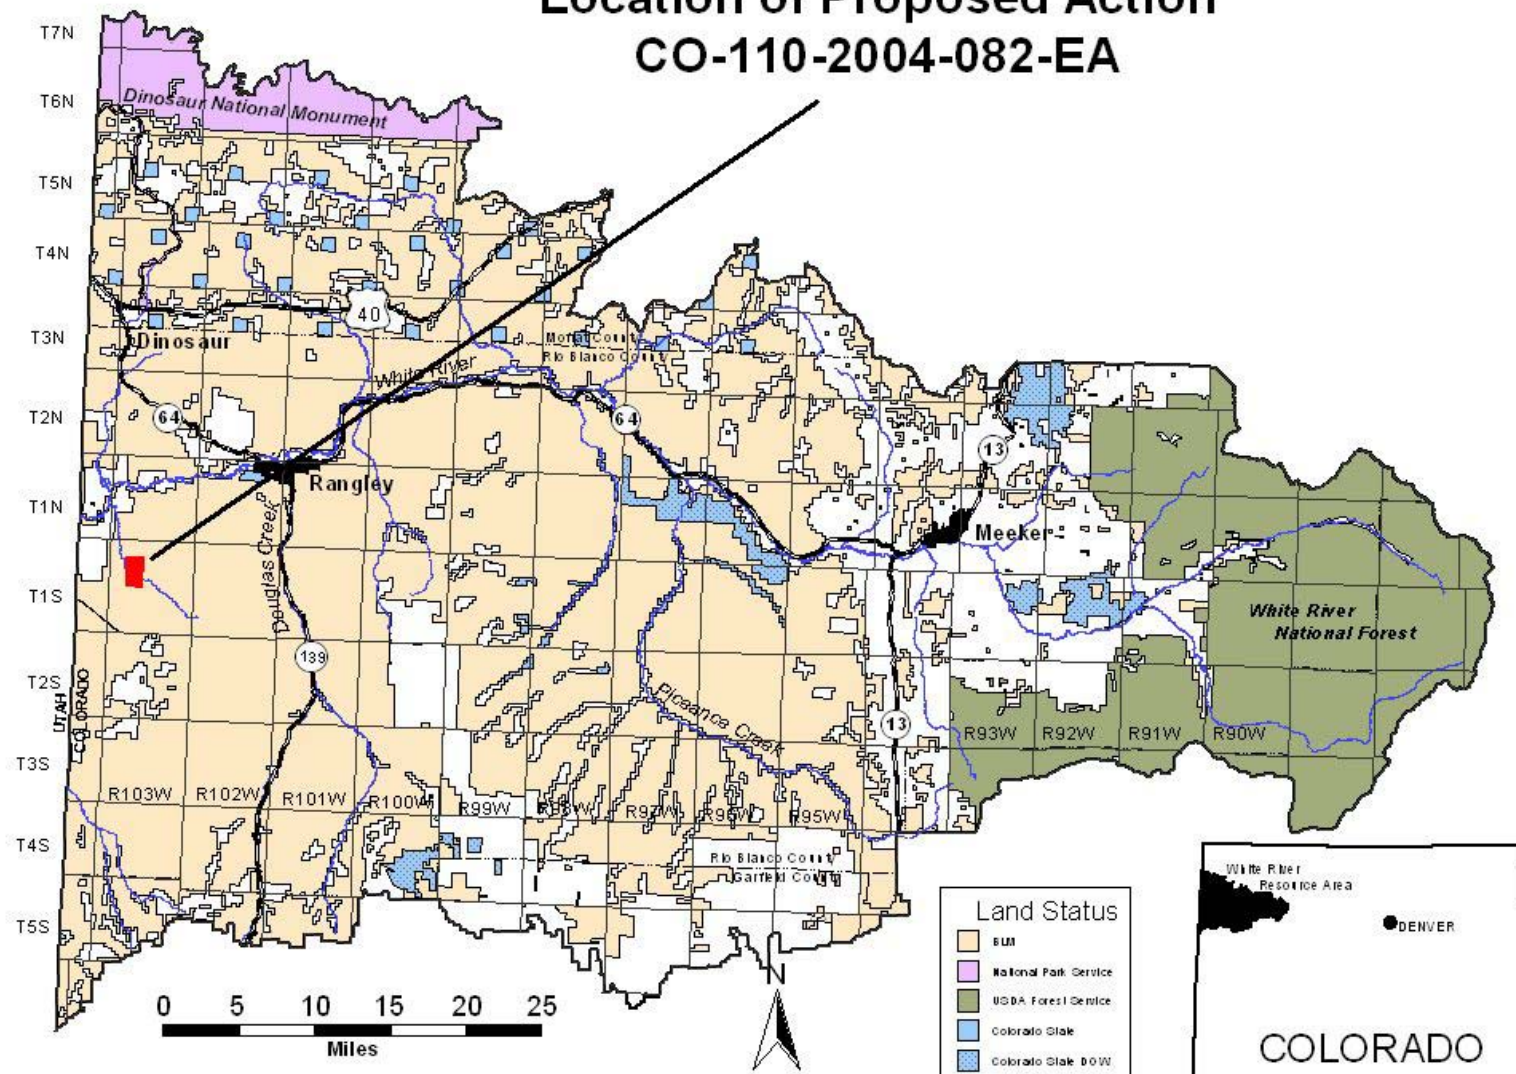 Location of Proposed Action
CO-110-2004-082-EA
T7N
T6N
T5N
T4N
T3N
T2N
T1N
T1S
T2S
T3S
T4S
T5S
Dinosaur National Monument
40
Dinosaur
Moffat County
Rio Blanco County
White River
64
64
13
Rangley
Meeker
Douglas Creek
139
White River
National Forest
UTAH
COLORADO
Piceance Creek
13
R93W
R92W
R91W
R90W
R103W
R102W
R101W
R100W
R99W
R98W
R97W
R96W
R95W
Rio Blanco County
Garfield County
0 5 10 15 20 25
Miles
N
Land Status
BLM
National Park Service
USDA Forest Service
Colorado State
Colorado State DOW
White River
Resource Area
DENVER
COLORADO